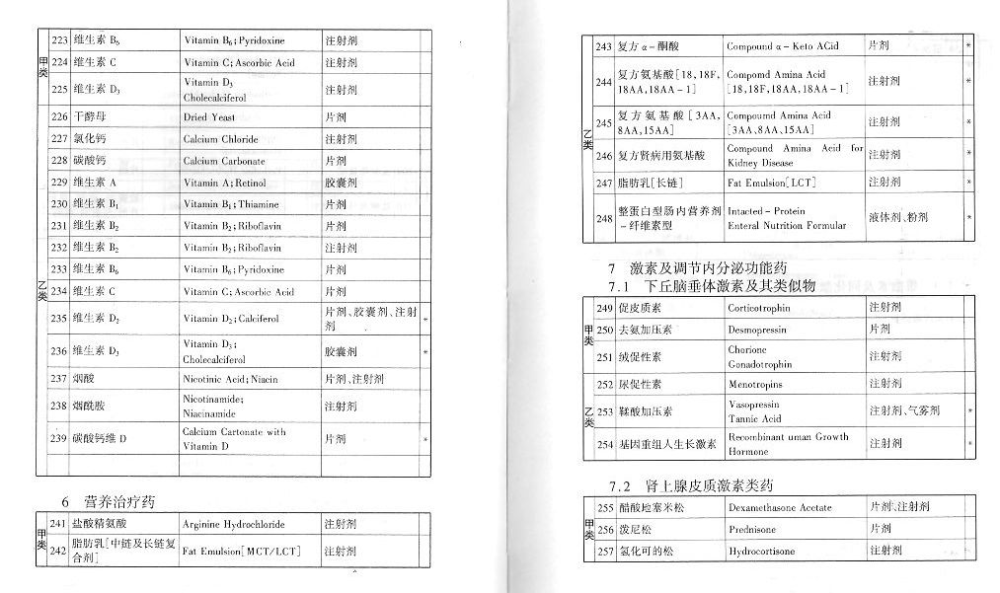 甲类
223 维生素 B₆ Vitamin B₆; Pyridoxine 注射剂
224 维生素 C Vitamin C; Ascorbic Acid 注射剂
225 维生素 D₃ Vitamin D₃ 注射剂
Cholecalciferol
乙类
226 干酵母 Dried Yeast 片剂
227 氯化钙 Calcium Chloride 注射剂
228 碳酸钙 Calcium Carbonate 片剂
229 维生素 A Vitamin A; Retinol 胶囊剂
230 维生素 B₁ Vitamin B₁; Thiamine 片剂
231 维生素 B₂ Vitamin B₂; Riboflavin 片剂
232 维生素 B₂ Vitamin B₂; Riboflavin 注射剂
233 维生素 B₆ Vitamin B₆; Pyridoxine 片剂
234 维生素 C Vitamin C; Ascorbic Acid 片剂
235 维生素 D₂ Vitamin D₂; Calciferol 片剂、胶囊剂、注射 *
剂
236 维生素 D₃ Vitamin D₃; 胶囊剂 *
Cholecalciferol
237 烟酸 Nicotinic Acid; Niacin 片剂、注射剂
238 烟酰胺 Nicotinamide; 注射剂
Niacinamide
239 碳酸钙维 D Calcium Cartonate with 片剂 *
Vitamin D
6 营养治疗药
甲类
241 盐酸精氨酸 Arginine Hydrochloride 注射剂
242 脂肪乳[中链及长链复 Fat Emulsion[MCT/LCT] 注射剂
合剂]
乙类
243 复方 α-酮酸 Compound α-Keto ACid 片剂 *
244 复方氨基酸[18,18F, Compomd Amina Acid 注射剂 *
18AA,18AA-1] [18,18F,18AA,18AA-1]
245 复方氨基酸[3AA, Compoumd Amina Acid 注射剂 *
8AA,15AA] [3AA,8AA,15AA]
246 复方肾病用氨基酸 Compound Amina Acid for 注射剂 *
Kidney Disease
247 脂肪乳[长链] Fat Emulsion[LCT] 注射剂 *
248 整蛋白型肠内营养剂 Intacted-Protein 液体剂、粉剂 *
-纤维素型 Enteral Nutrition Formular
7 激素及调节内分泌功能药
7.1 下丘脑垂体激素及其类似物
甲类
249 促皮质素 Corticotrophin 注射剂
250 去氨加压素 Desmopressin 片剂
251 绒促性素 Chorionc 注射剂
Gonadotrophin
乙类
252 尿促性素 Menotropins 注射剂
253 鞣酸加压素 Vasopressin 注射剂、气雾剂 *
Tannic Acid
254 基因重组人生长激素 Recombinant uman Growth 注射剂 *
Hormone
7.2 肾上腺皮质激素类药
甲类
255 醋酸地塞米松 Dexamethasone Acetate 片剂、注射剂
256 泼尼松 Prednisone 片剂
257 氢化可的松 Hydrocortisone 注射剂